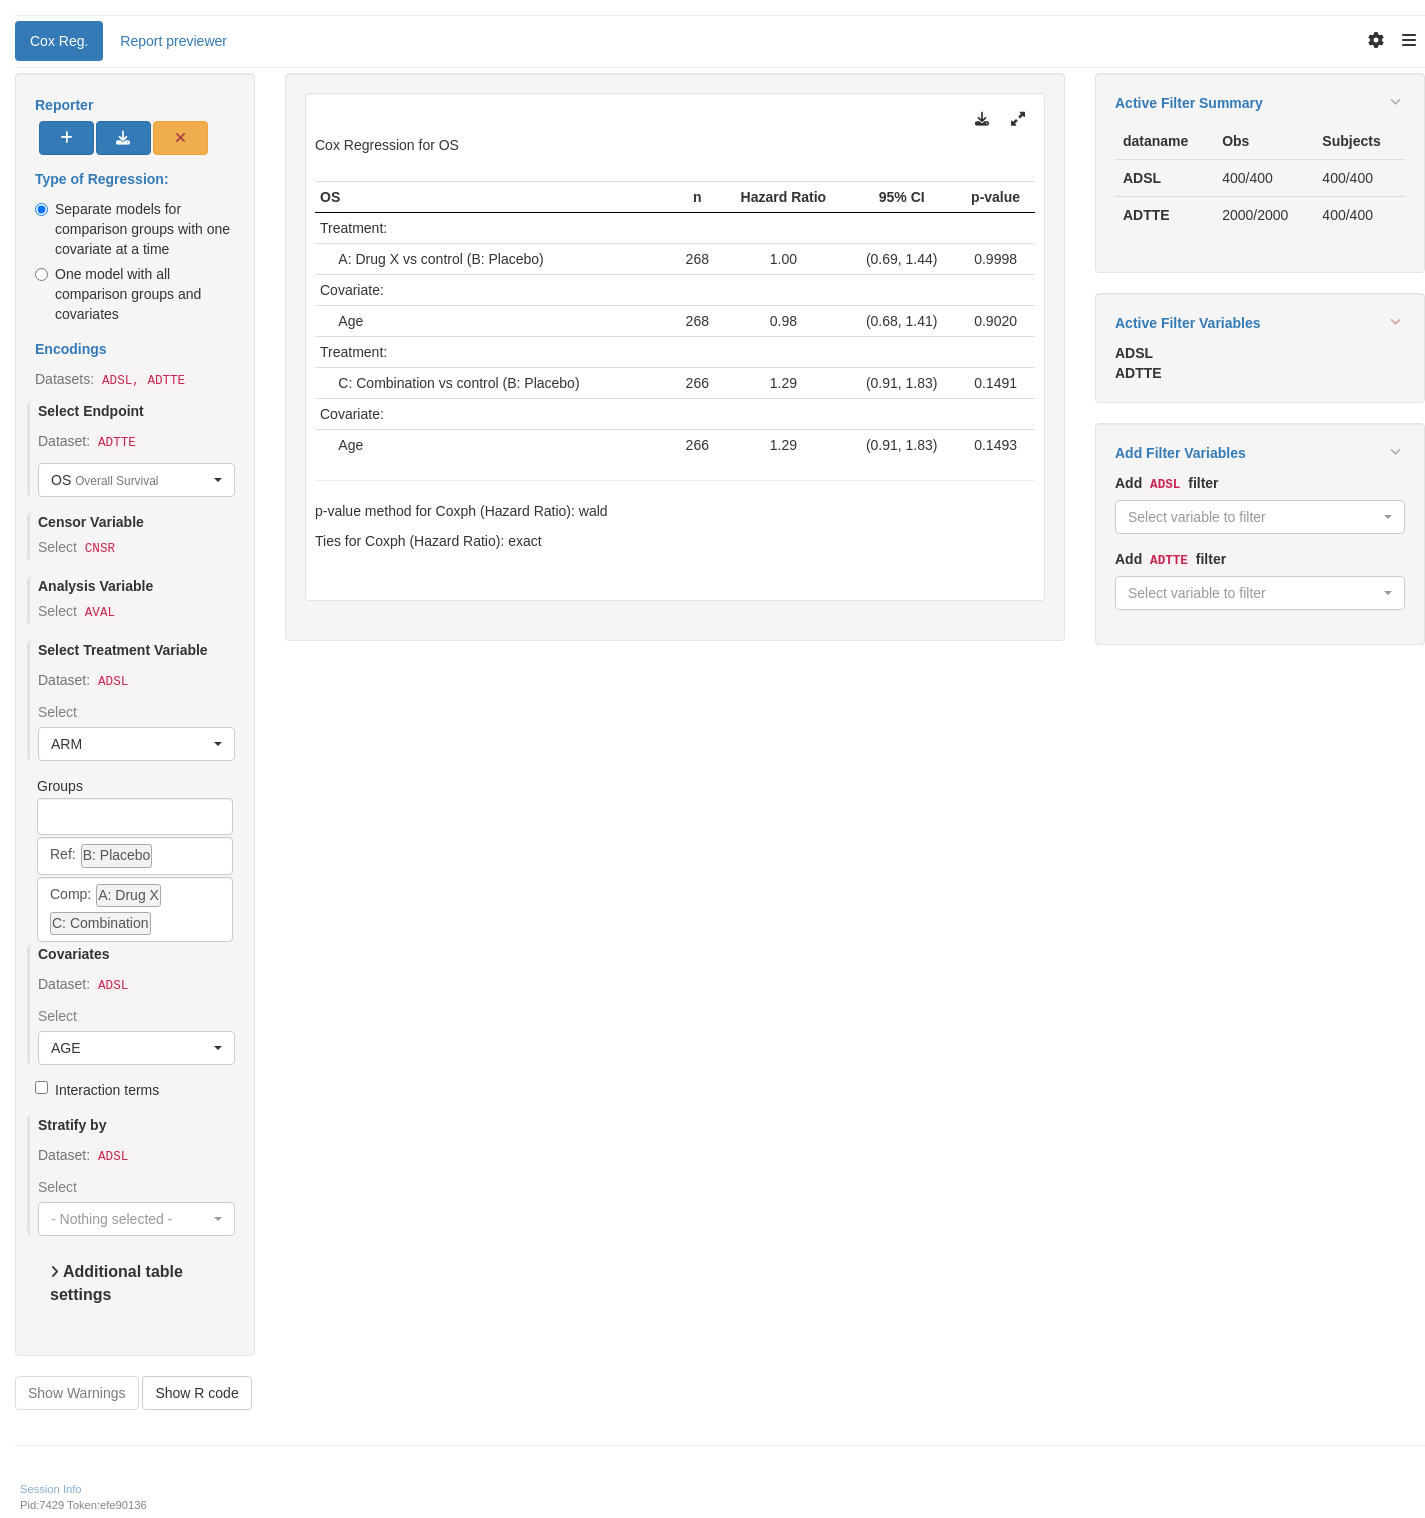 Cox Reg.
Report previewer
Reporter
Type of Regression:
Separate models for
comparison groups with one
covariate at a time
One model with all
comparison groups and
covariates
Encodings
Datasets: ADSL, ADTTE
Select Endpoint
Dataset: ADTTE
OS Overall Survival
Censor Variable
Select CNSR
Analysis Variable
Select AVAL
Select Treatment Variable
Dataset: ADSL
Select
ARM
Groups
Ref: B: Placebo
Comp: A: Drug X
C: Combination
Covariates
Dataset: ADSL
Select
AGE
Interaction terms
Stratify by
Dataset: ADSL
Select
- Nothing selected -
Additional table
settings
Show Warnings
Show R code
Cox Regression for OS
OS n Hazard Ratio 95% CI p-value
Treatment:
A: Drug X vs control (B: Placebo) 268 1.00 (0.69, 1.44) 0.9998
Covariate:
Age 268 0.98 (0.68, 1.41) 0.9020
Treatment:
C: Combination vs control (B: Placebo) 266 1.29 (0.91, 1.83) 0.1491
Covariate:
Age 266 1.29 (0.91, 1.83) 0.1493
p-value method for Coxph (Hazard Ratio): wald
Ties for Coxph (Hazard Ratio): exact
Active Filter Summary
dataname Obs Subjects
ADSL 400/400 400/400
ADTTE 2000/2000 400/400
Active Filter Variables
ADSL
ADTTE
Add Filter Variables
Add ADSL filter
Select variable to filter
Add ADTTE filter
Select variable to filter
Session Info
Pid:7429 Token:efe90136